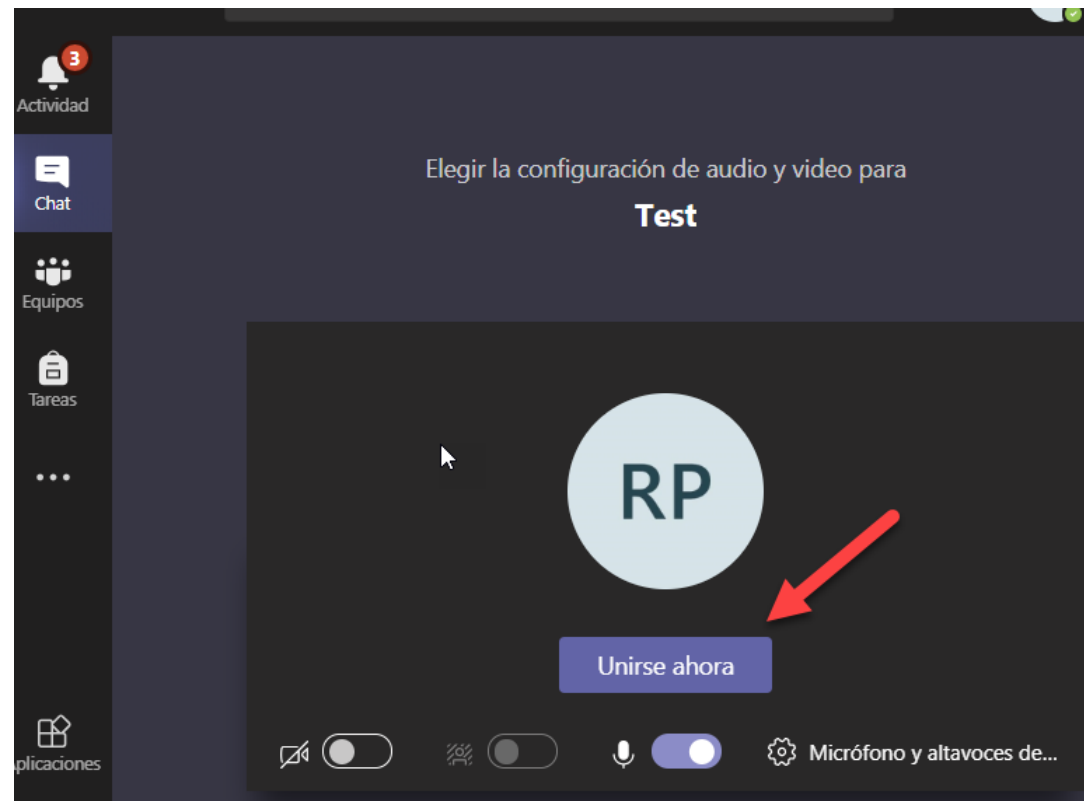 3
Actividad
Chat
Equipos
Tareas
plicaciones
Elegir la configuración de audio y video para
Test
RP
Unirse ahora
Micrófono y altavoces de...